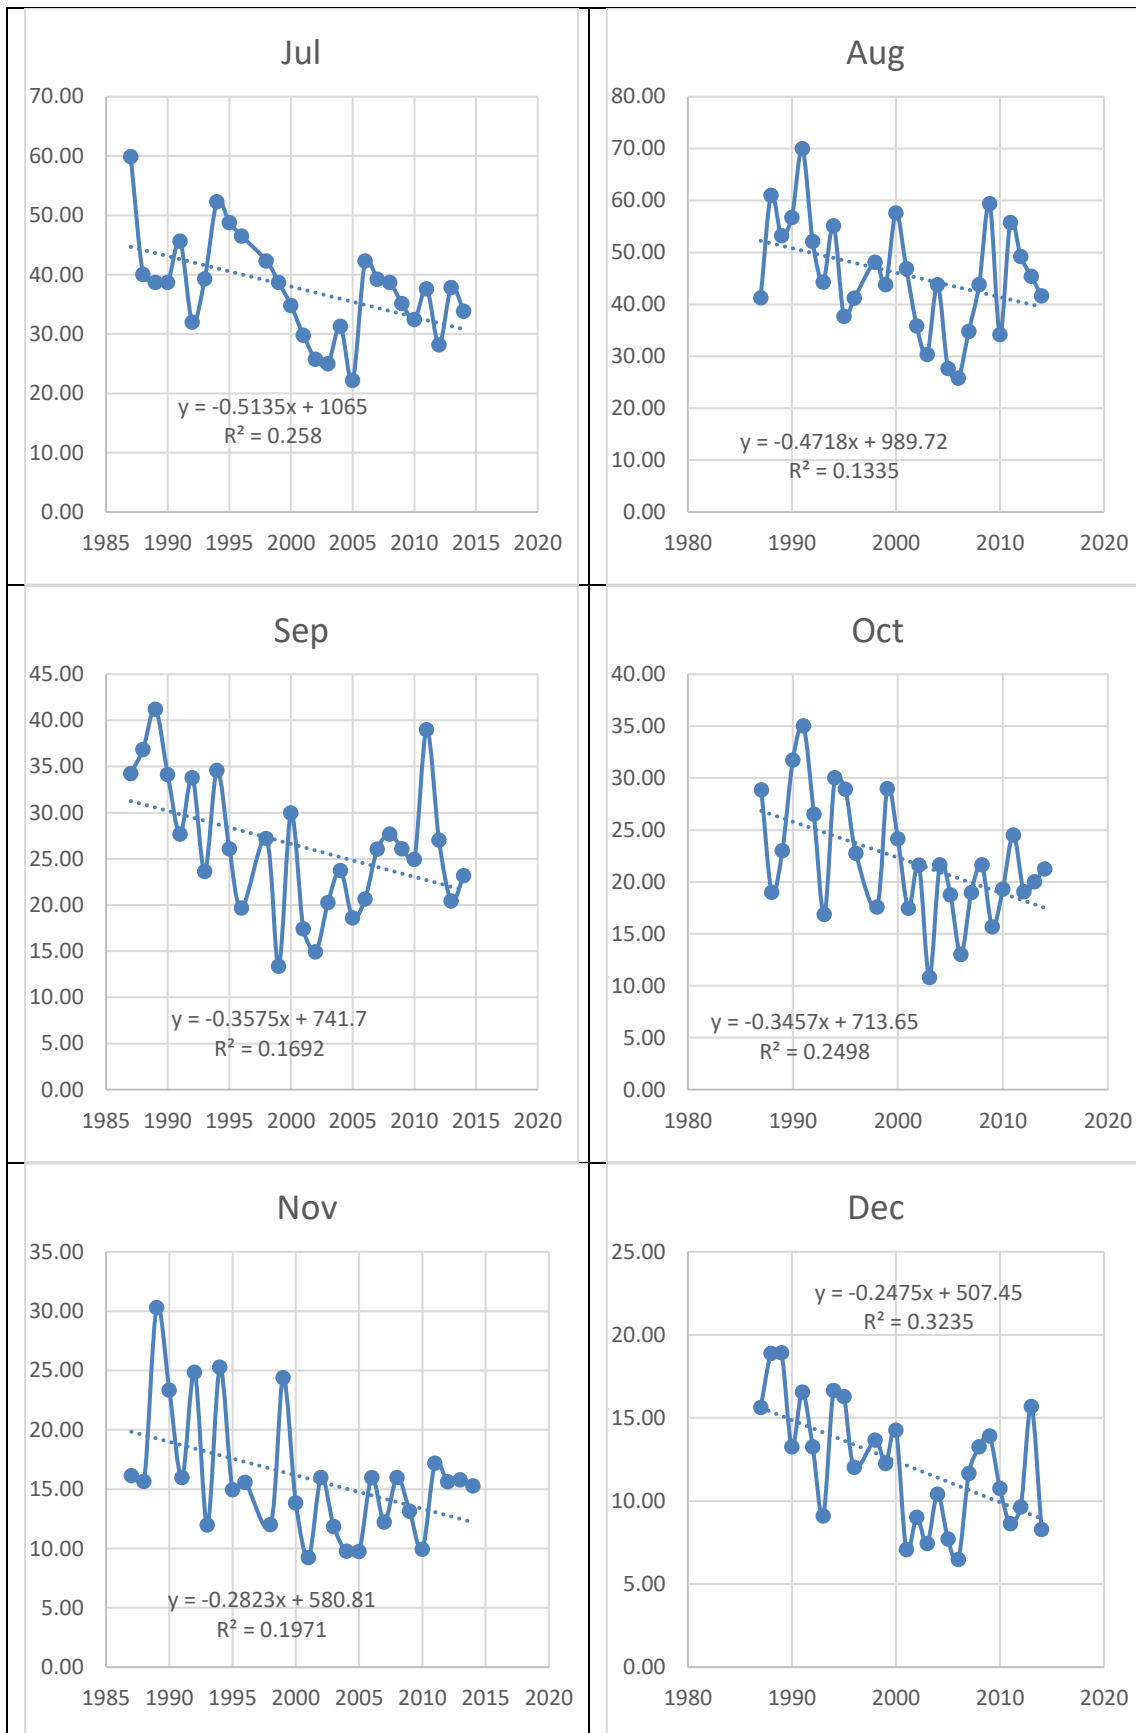 Jul
70.00
60.00
50.00
40.00
30.00
20.00
10.00
0.00
y = -0.5135x + 1065
R² = 0.258
1985 1990 1995 2000 2005 2010 2015 2020
Aug
80.00
70.00
60.00
50.00
40.00
30.00
20.00
10.00
0.00
y = -0.4718x + 989.72
R² = 0.1335
1980 1990 2000 2010 2020
Sep
45.00
40.00
35.00
30.00
25.00
20.00
15.00
10.00
5.00
0.00
y = -0.3575x + 741.7
R² = 0.1692
1985 1990 1995 2000 2005 2010 2015 2020
Oct
40.00
35.00
30.00
25.00
20.00
15.00
10.00
5.00
0.00
y = -0.3457x + 713.65
R² = 0.2498
1980 1990 2000 2010 2020
Nov
35.00
30.00
25.00
20.00
15.00
10.00
5.00
0.00
y = -0.2823x + 580.81
R² = 0.1971
1985 1990 1995 2000 2005 2010 2015 2020
Dec
25.00
20.00
15.00
10.00
5.00
0.00
y = -0.2475x + 507.45
R² = 0.3235
1980 1990 2000 2010 2020